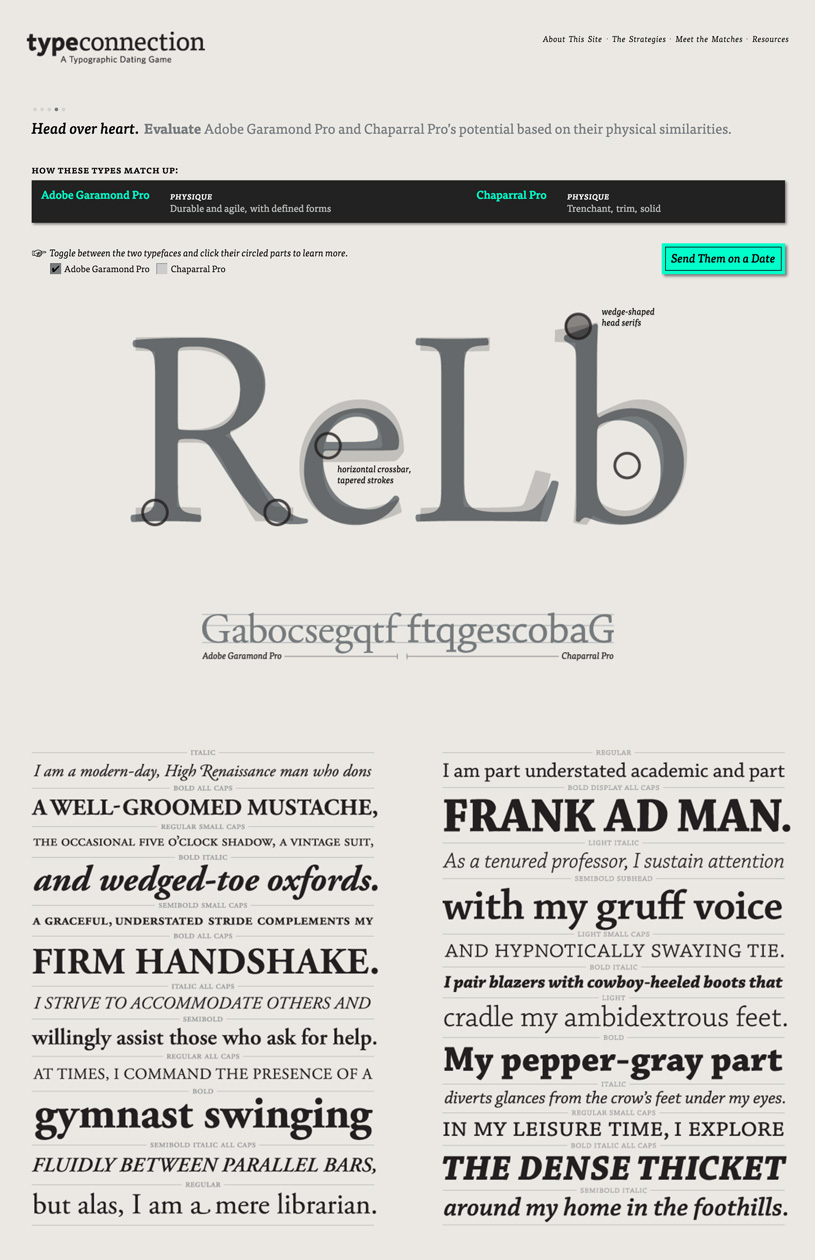 typeconnection
A Typographic Dating Game
About This Site · The Strategies · Meet the Matches · Resources
Head over heart. Evaluate Adobe Garamond Pro and Chaparral Pro's potential based on their physical similarities.
HOW THESE TYPES MATCH UP:
Adobe Garamond Pro
PHYSIQUE
Durable and agile, with defined forms
Chaparral Pro
PHYSIQUE
Trenchant, trim, solid
Toggle between the two typefaces and click their circled parts to learn more.
Adobe Garamond Pro Chaparral Pro
Send Them on a Date
wedge-shaped
head serifs
ReLb
horizontal crossbar,
tapered strokes
Gabocsegqtf ftqgescobaG
Adobe Garamond Pro Chaparral Pro
ITALIC
I am a modern-day, High Renaissance man who dons
BOLD ALL CAPS
A WELL-GROOMED MUSTACHE,
REGULAR SMALL CAPS
THE OCCASIONAL FIVE O'CLOCK SHADOW, A VINTAGE SUIT,
BOLD ITALIC
and wedged-toe oxfords.
SEMIBOLD SMALL CAPS
A GRACEFUL, UNDERSTATED STRIDE COMPLEMENTS MY
BOLD ALL CAPS
FIRM HANDSHAKE.
ITALIC ALL CAPS
I STRIVE TO ACCOMMODATE OTHERS AND
SEMIBOLD
willingly assist those who ask for help.
REGULAR ALL CAPS
AT TIMES, I COMMAND THE PRESENCE OF A
BOLD
gymnast swinging
SEMIBOLD ITALIC ALL CAPS
FLUIDLY BETWEEN PARALLEL BARS,
REGULAR
but alas, I am a mere librarian.
REGULAR
I am part understated academic and part
BOLD DISPLAY ALL CAPS
FRANK AD MAN.
LIGHT ITALIC
As a tenured professor, I sustain attention
SEMIBOLD SUBHEAD
with my gruff voice
LIGHT SMALL CAPS
AND HYPNOTICALLY SWAYING TIE.
BOLD ITALIC
I pair blazers with cowboy-heeled boots that
LIGHT
cradle my ambidextrous feet.
BOLD
My pepper-gray part
ITALIC
diverts glances from the crow's feet under my eyes.
REGULAR SMALL CAPS
IN MY LEISURE TIME, I EXPLORE
BOLD ITALIC ALL CAPS
THE DENSE THICKET
SEMIBOLD ITALIC
around my home in the foothills.